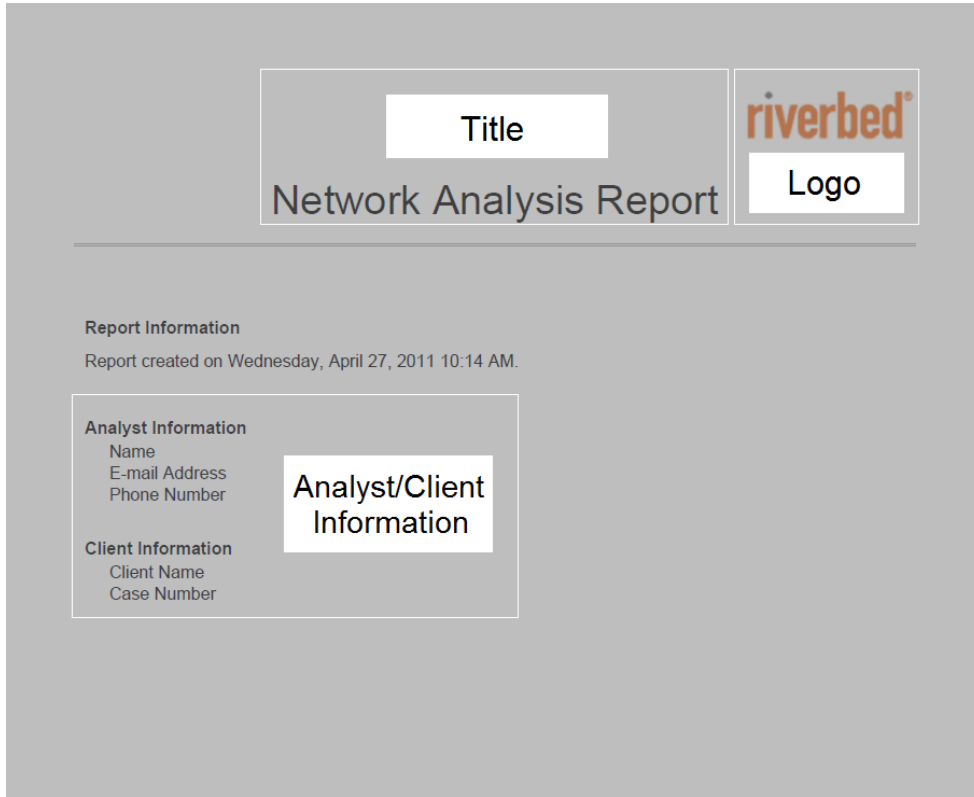 Title
Network Analysis Report
riverbed®
Logo
Report Information
Report created on Wednesday, April 27, 2011 10:14 AM.
Analyst Information
Name
E-mail Address
Phone Number
Analyst/Client
Information
Client Information
Client Name
Case Number